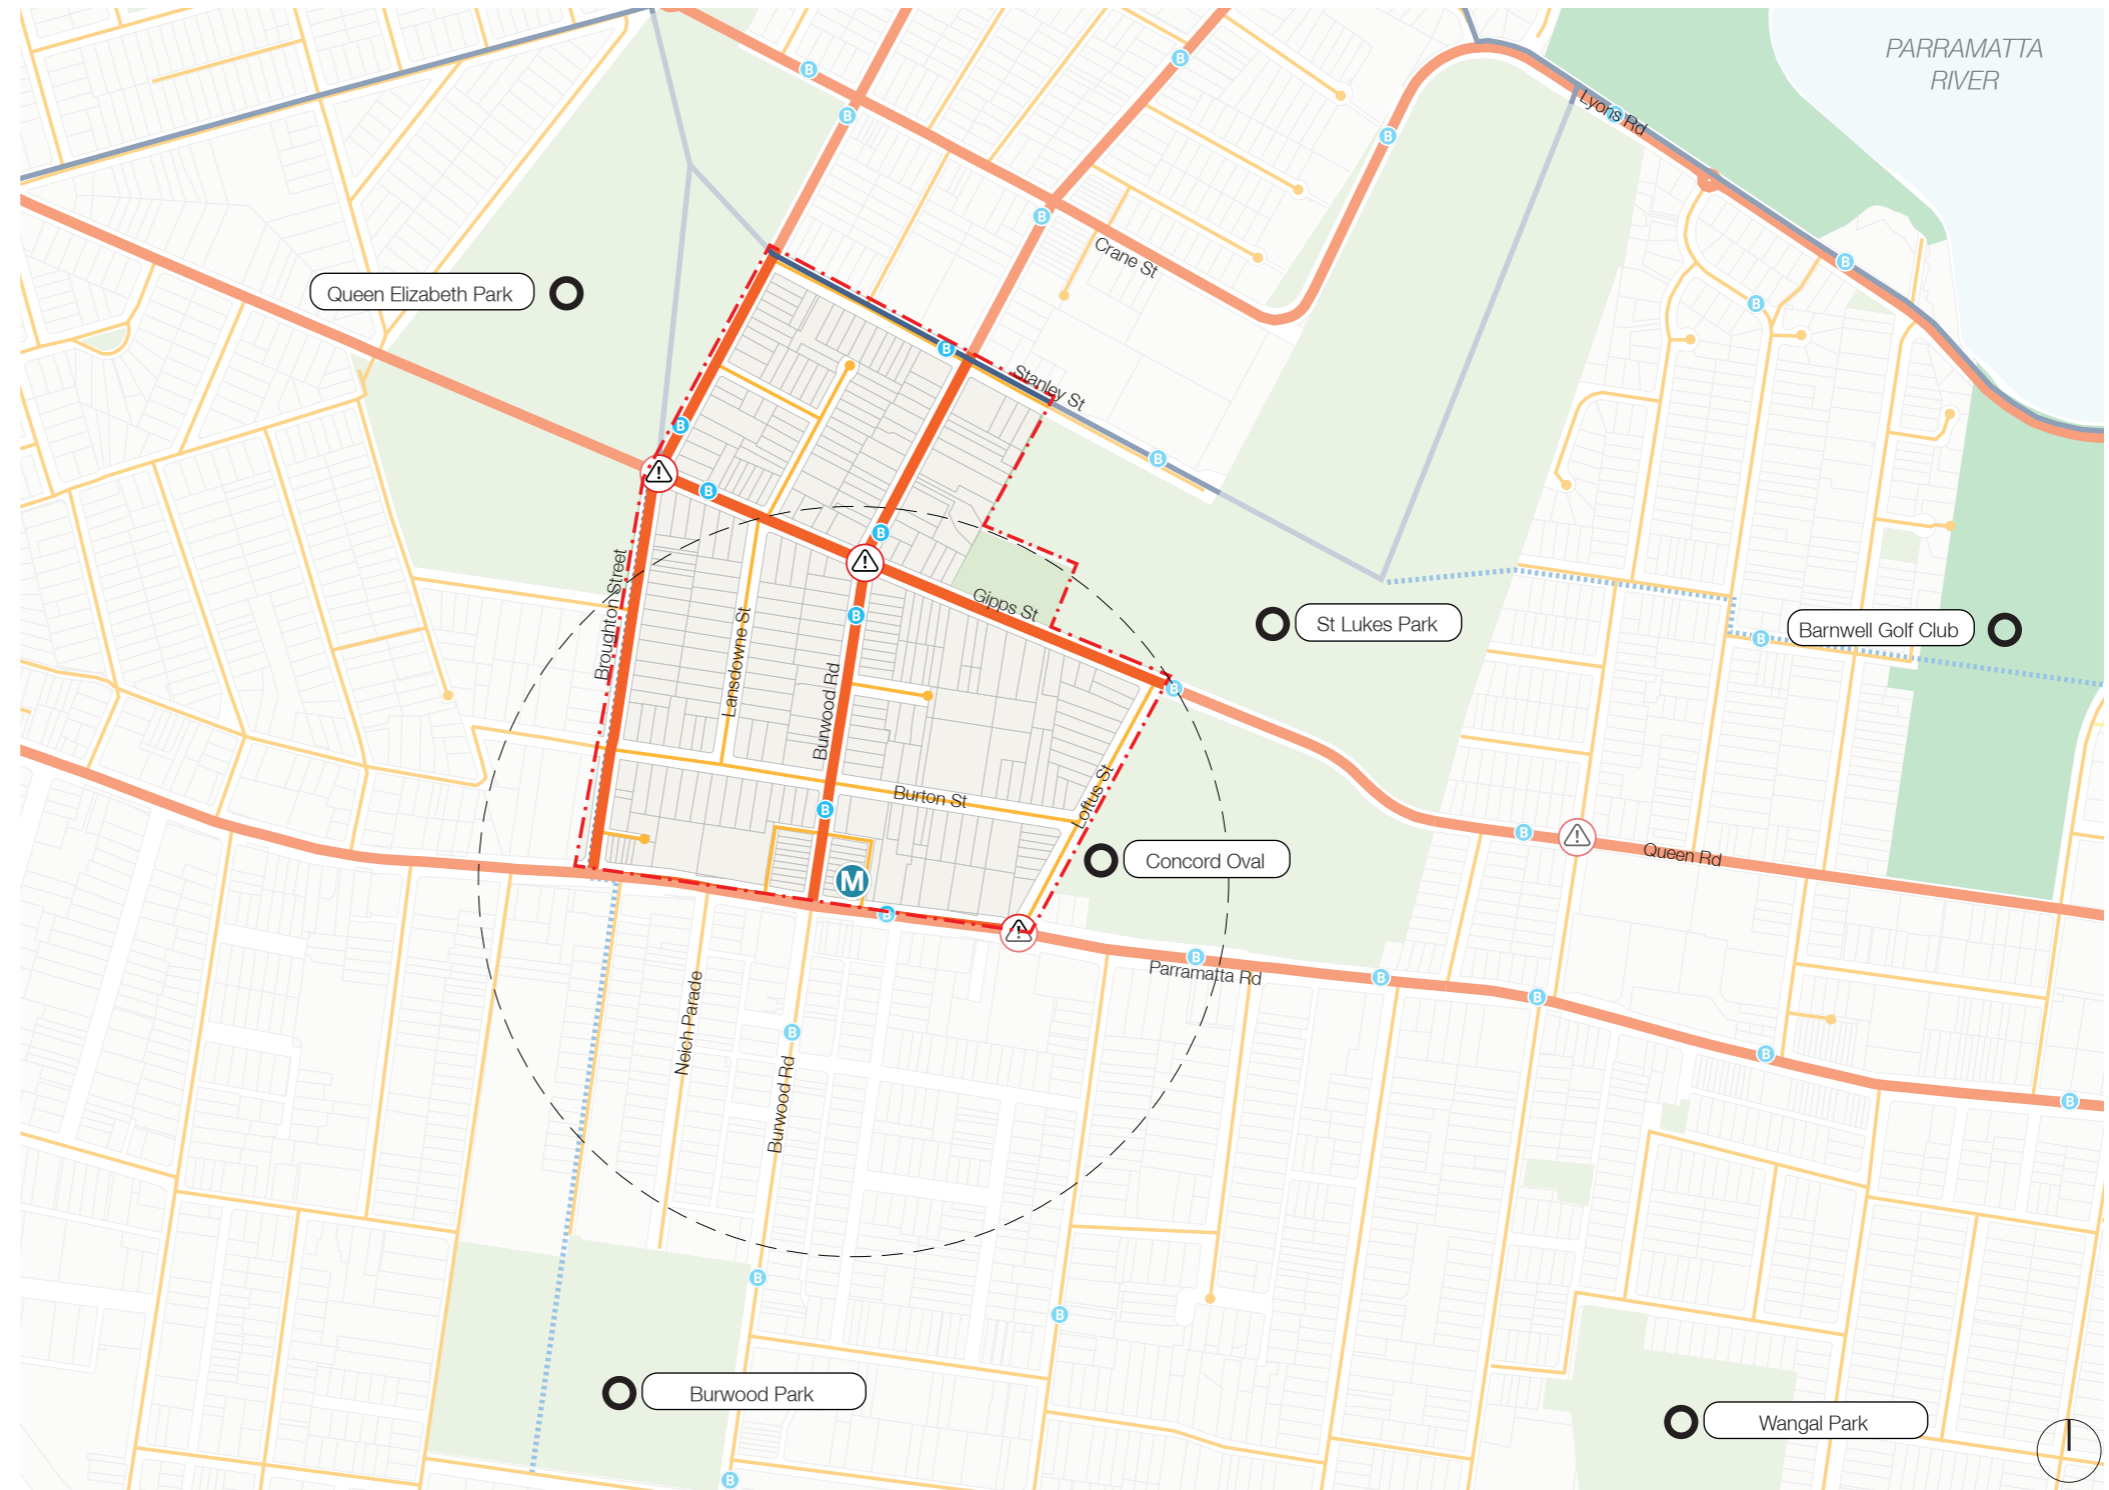 PARRAMATTA
RIVER
B
B
B
B
Lyons Rd
B
B
Crane St
B
B
Queen Elizabeth Park
B
B
Stanley St
B
B
B
B
Broughton Street
Gipps St
B
Lansdowne St
St Lukes Park
Barnwell Golf Club
B
Burwood Rd
B
Burton St
Loftus St
B
B
Queen Rd
Concord Oval
M
B
B
Parramatta Rd
B
B
Neich Parade
B
Burwood Rd
B
B
B
B
Burwood Park
Wangal Park
B